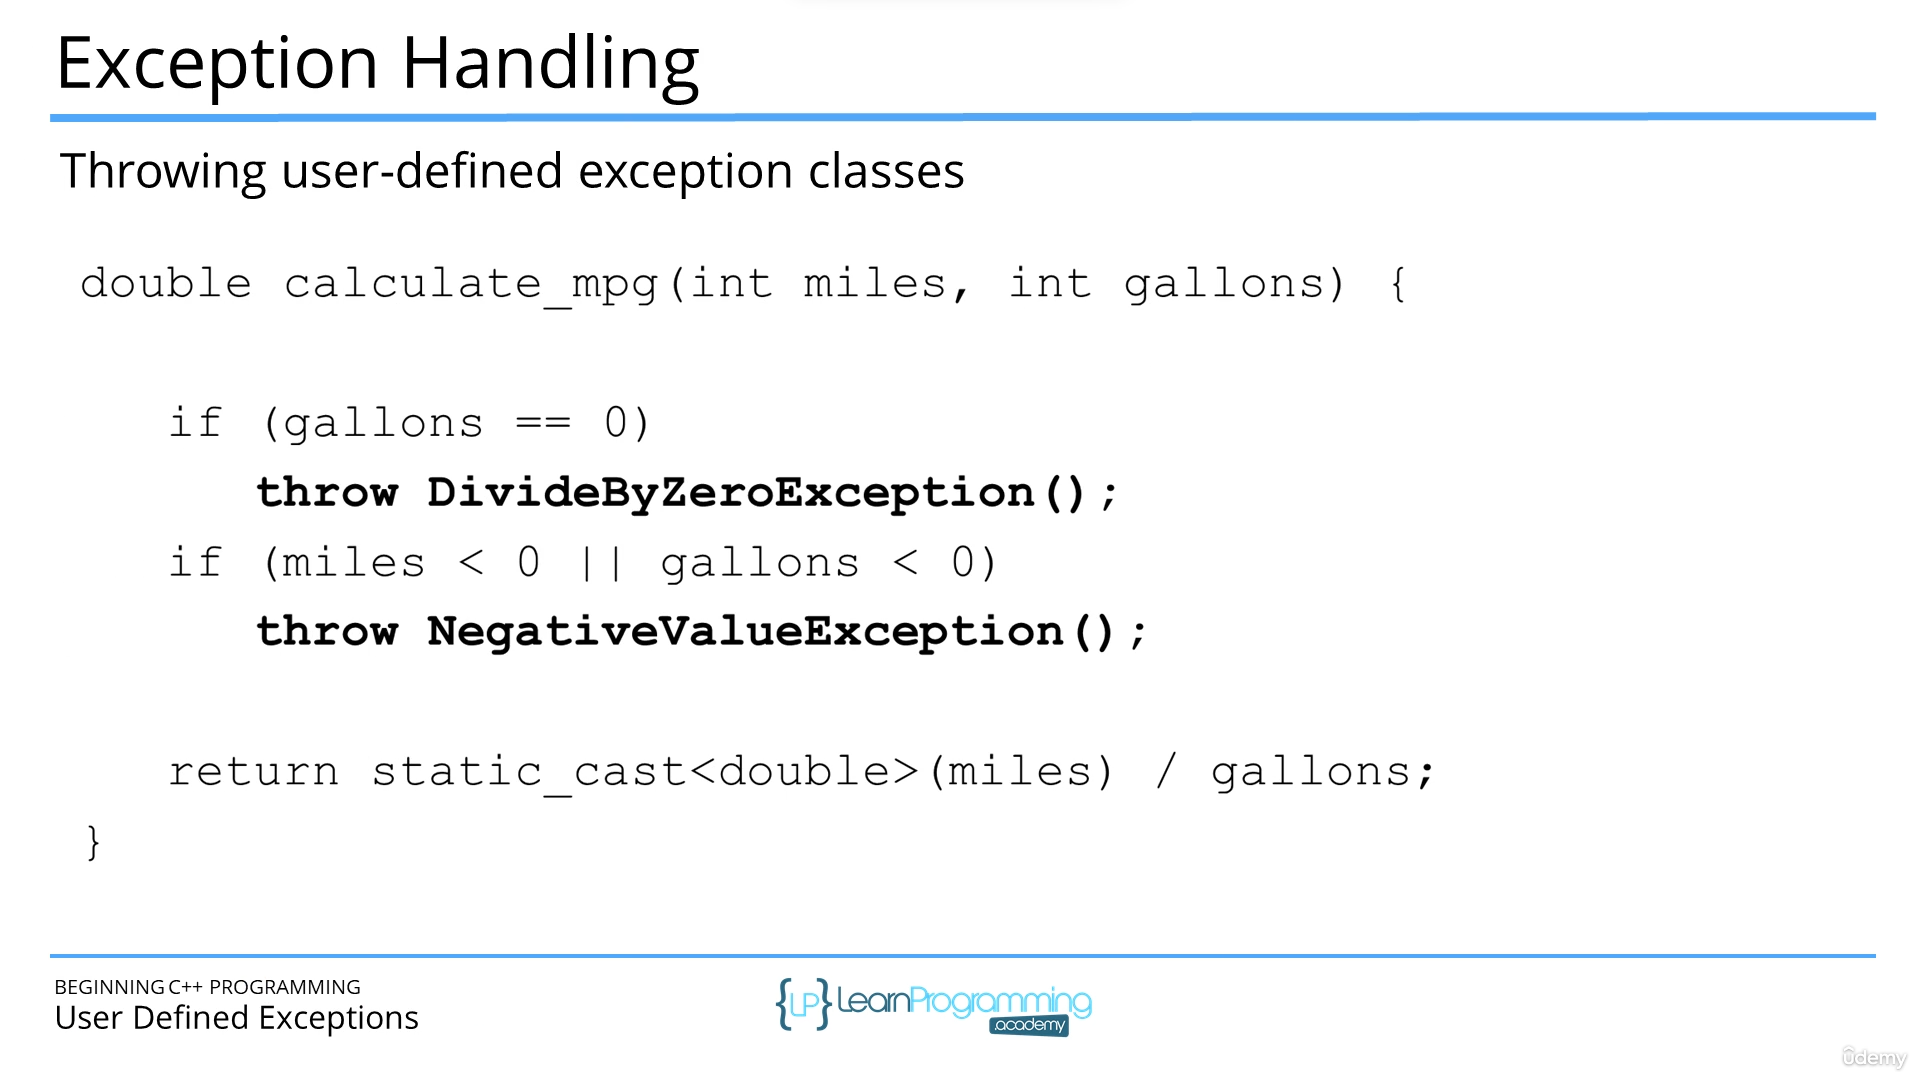 Exception Handling
Throwing user-defined exception classes
double calculate_mpg(int miles, int gallons) {
if (gallons == 0)
throw DivideByZeroException();
if (miles < 0 || gallons < 0)
throw NegativeValueException();
return static_cast<double>(miles) / gallons;
}
BEGINNING C++ PROGRAMMING
User Defined Exceptions
{LP} LearnProgramming
.academy
ûdemy